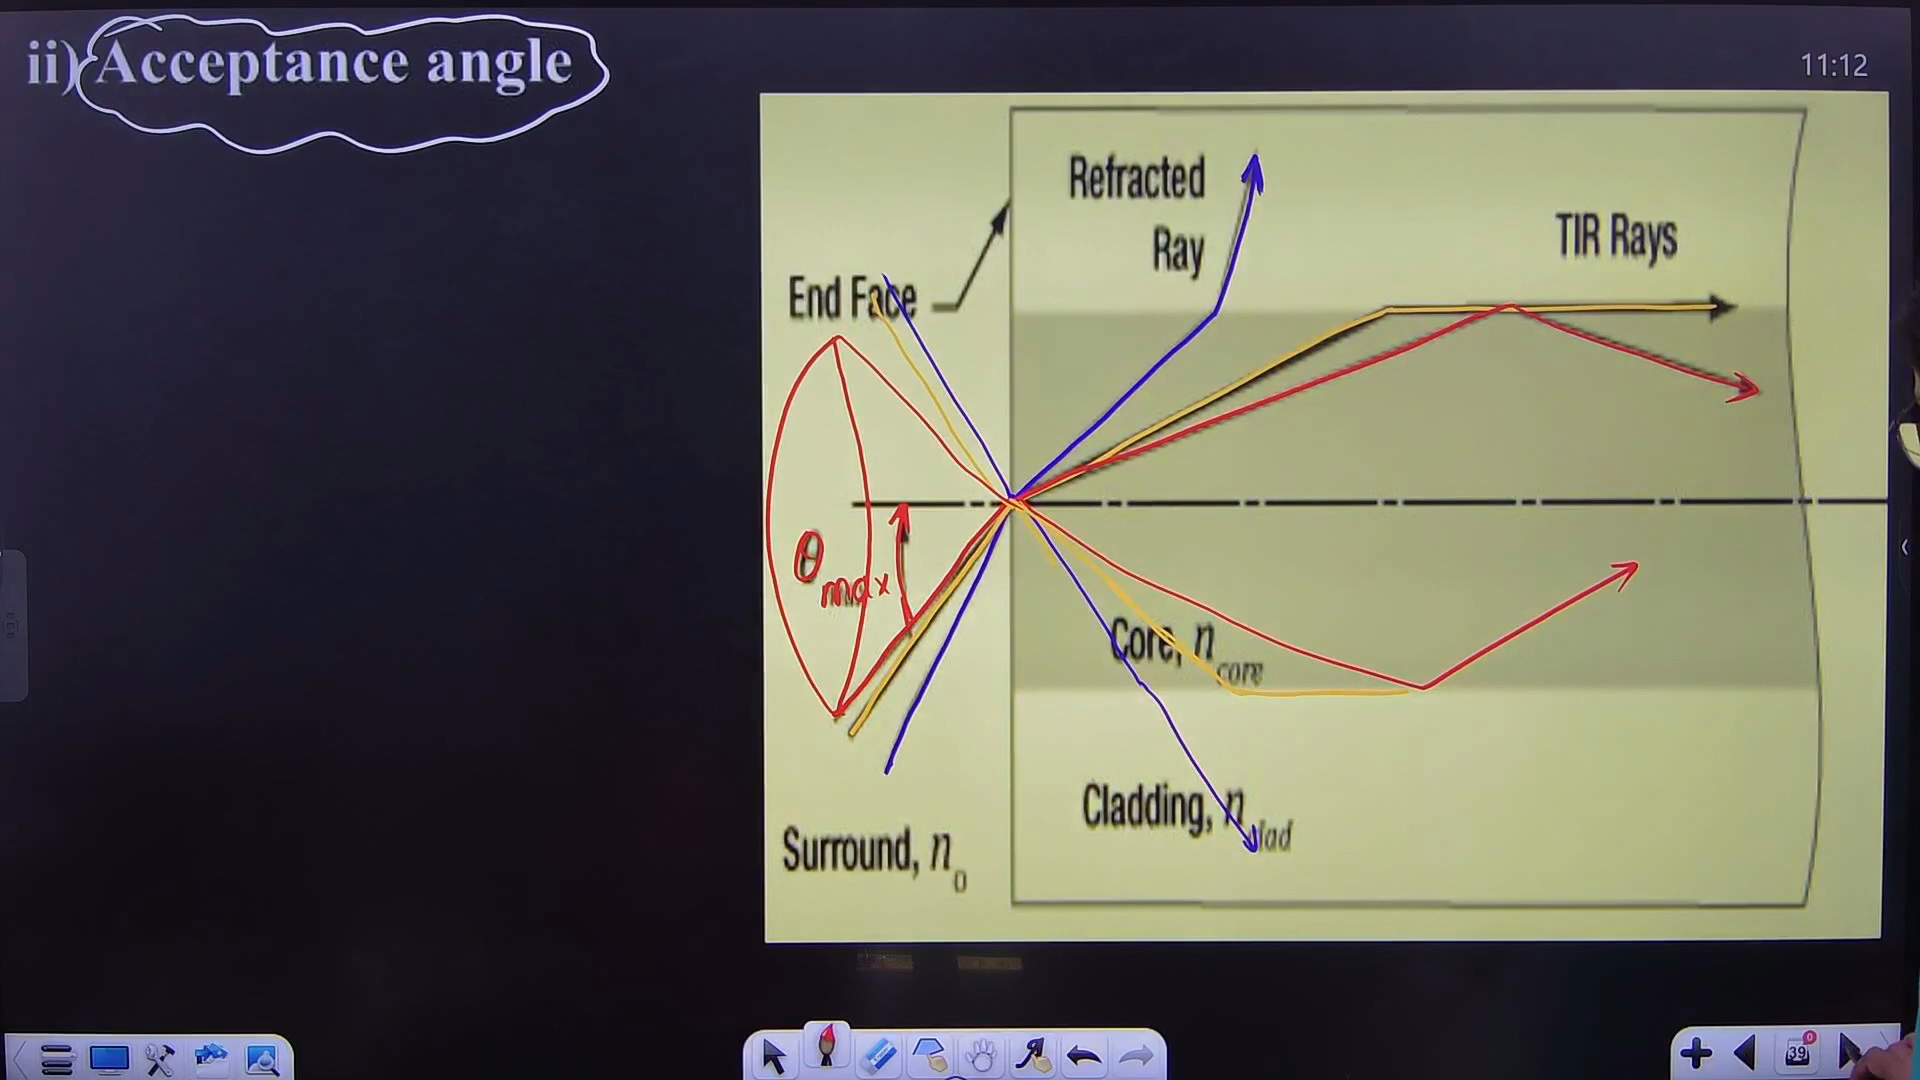 ii) Acceptance angle
11:12
Refracted
Ray
TIR Rays
End Face
θmax
Core, ncore
Cladding, nclad
Surround, n0
39
0